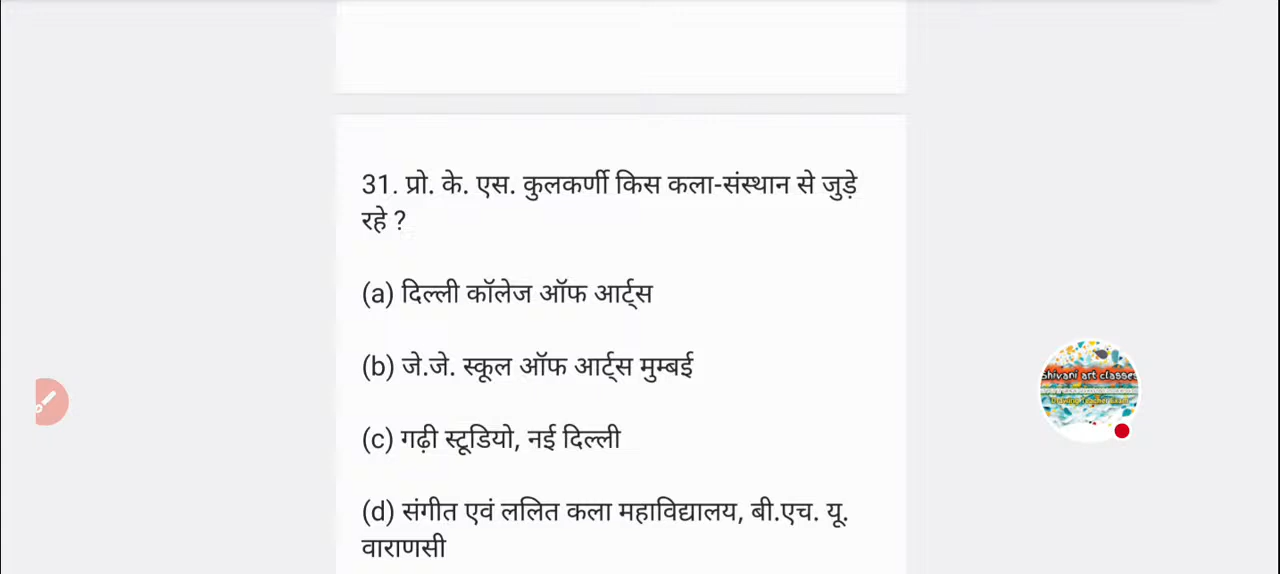 31. प्रो. के. एस. कुलकर्णी किस कला-संस्थान से जुड़े
रहे ?
(a) दिल्ली कॉलेज ऑफ आर्ट्स
(b) जे.जे. स्कूल ऑफ आर्ट्स मुम्बई
(c) गढ़ी स्टूडियो, नई दिल्ली
(d) संगीत एवं ललित कला महाविद्यालय, बी.एच. यू.
वाराणसी
Shivani art classes